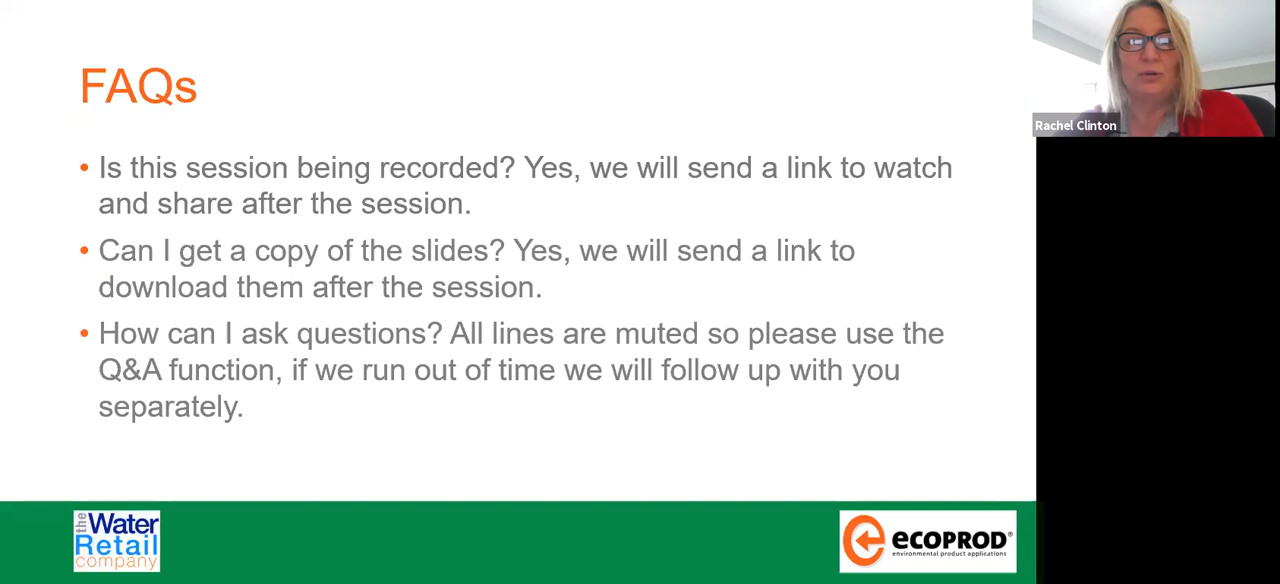 FAQs
• Is this session being recorded? Yes, we will send a link to watch
and share after the session.
• Can I get a copy of the slides? Yes, we will send a link to
download them after the session.
• How can I ask questions? All lines are muted so please use the
Q&A function, if we run out of time we will follow up with you
separately.
Rachel Clinton
the Water
Retail
company
ECOPROD®
environmental product applications